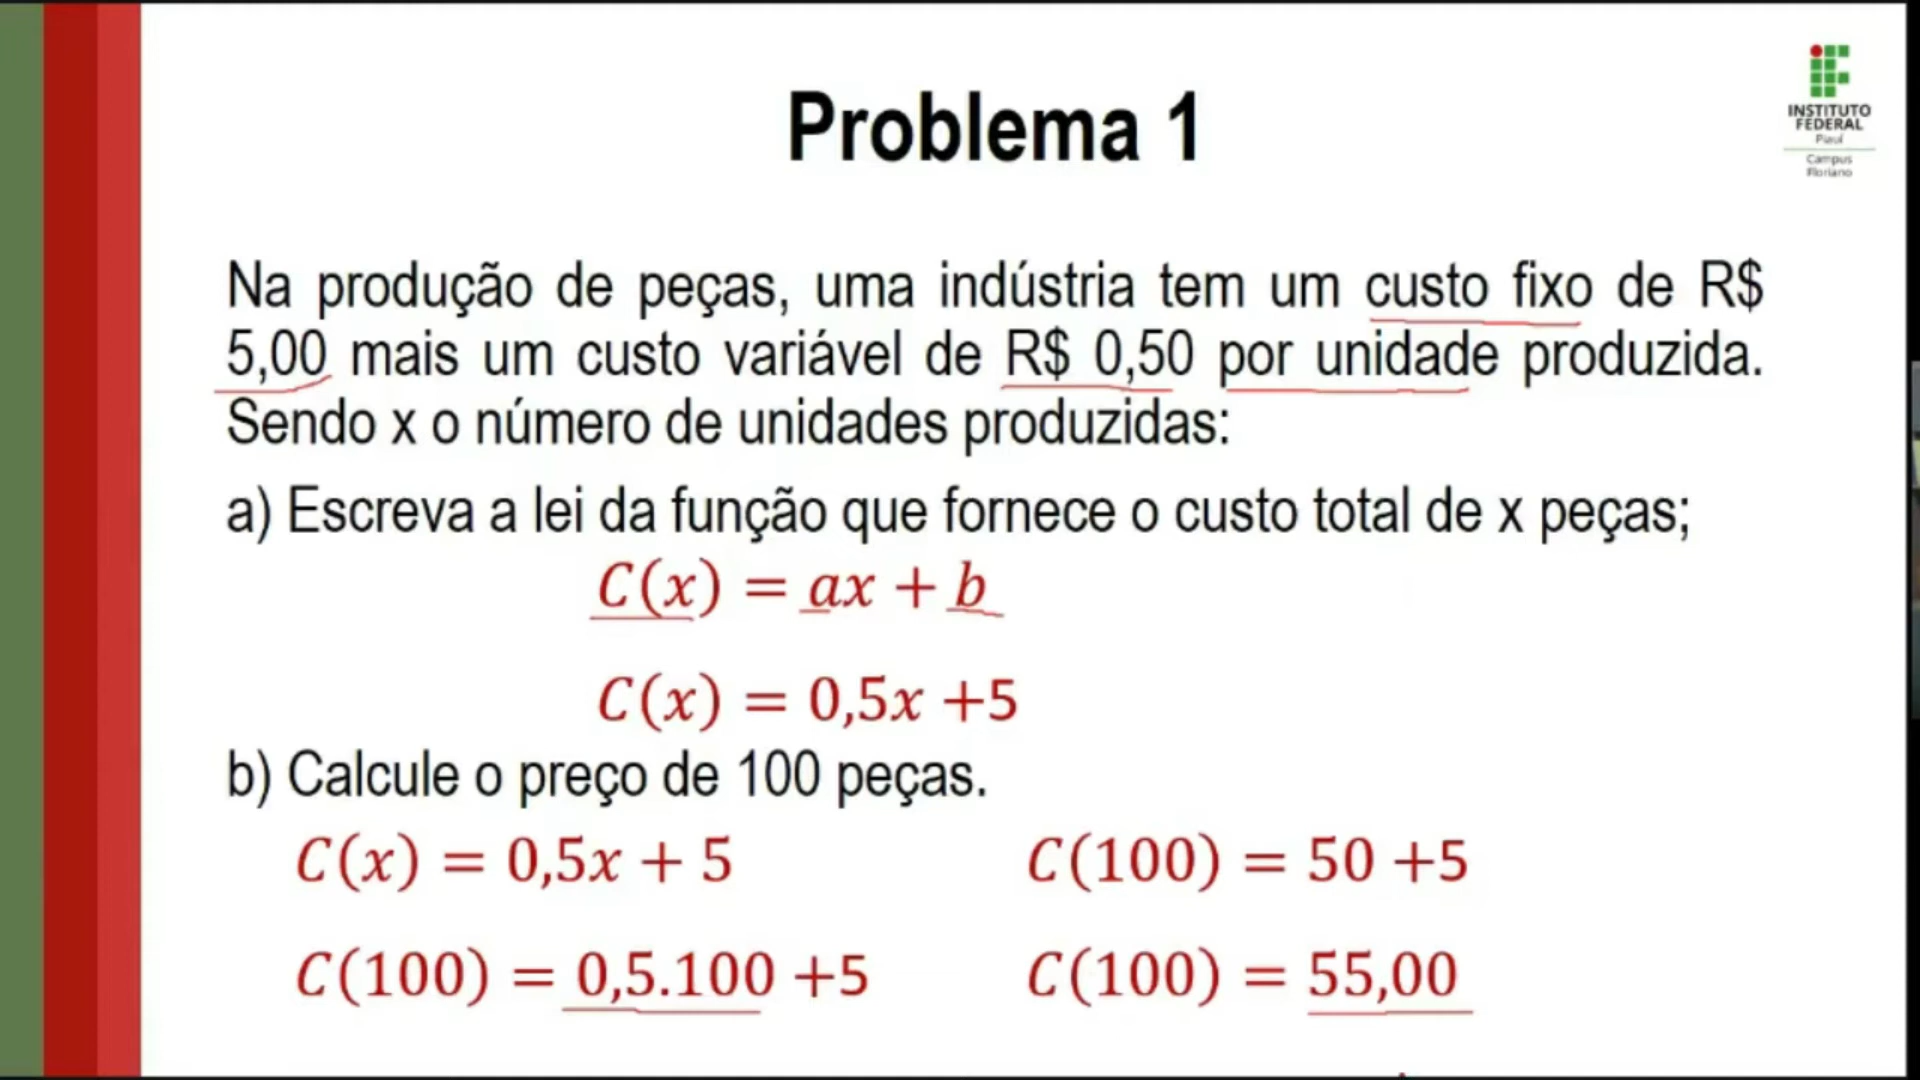 Problema 1
INSTITUTO
FEDERAL
Piauí
Campus
Floriano
Na produção de peças, uma indústria tem um custo fixo de R$
5,00 mais um custo variável de R$ 0,50 por unidade produzida.
Sendo x o número de unidades produzidas:
a) Escreva a lei da função que fornece o custo total de x peças;
C(x) = ax + b
C(x) = 0,5x +5
b) Calcule o preço de 100 peças.
C(x) = 0,5x + 5
C(100) = 0,5.100 +5
C(100) = 50 +5
C(100) = 55,00